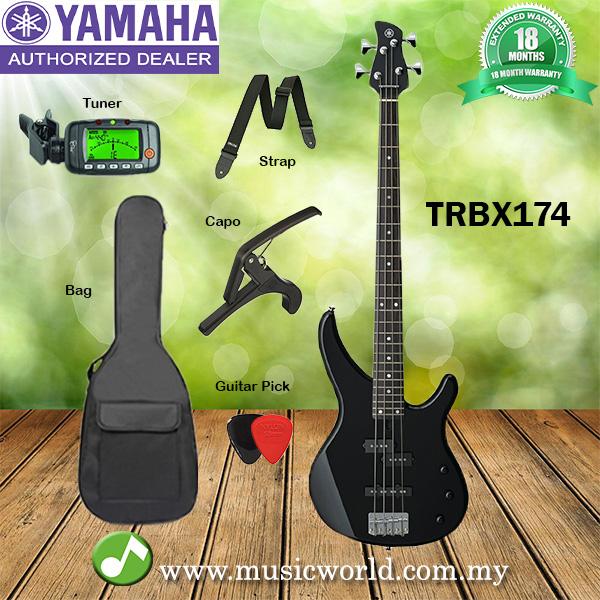 YAMAHA
AUTHORIZED DEALER
EXTENDED WARRANTY
18
MONTHS
18 MONTH WARRANTY
Tuner
Strap
Capo
TRBX174
Bag
Guitar Pick
www.musicworld.com.my